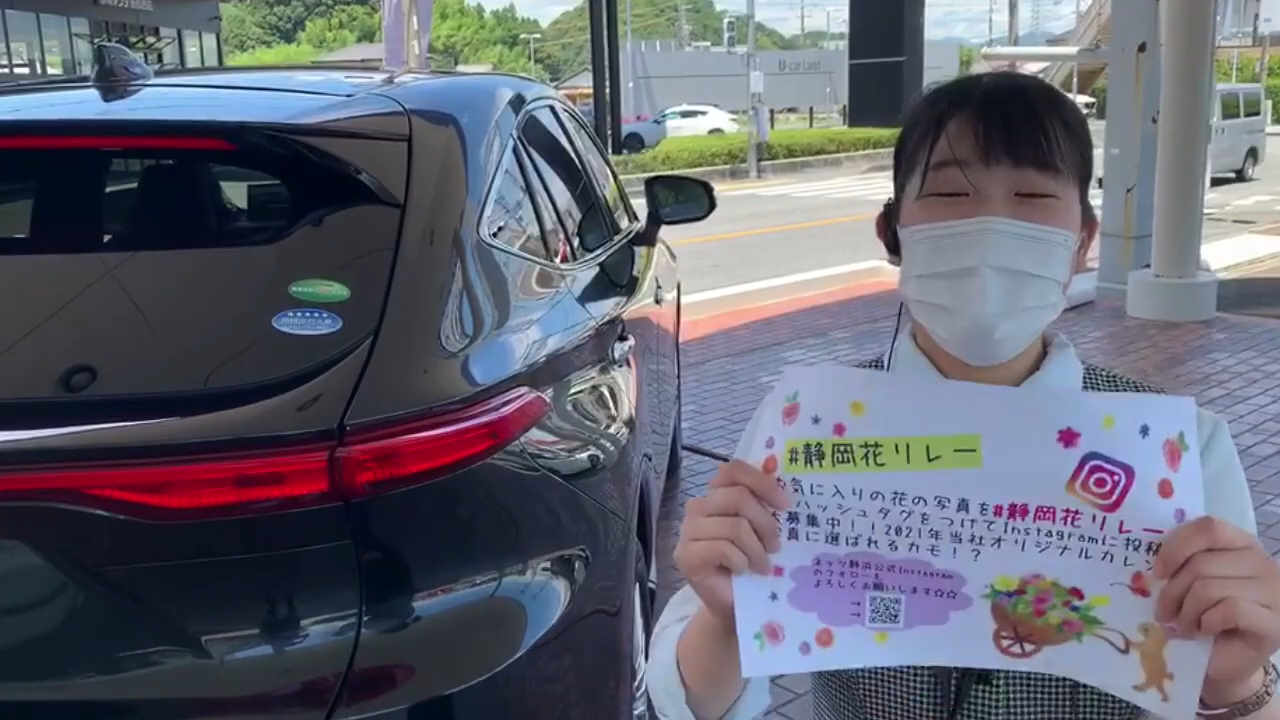 U-car Land
#静岡花リレー
気に入りの花の写真を#静岡花リレー
ハッシュタグをつけてInstagramに投稿
募集中!!2021年当社オリジナルカレン
真に選ばれるカモ!?
ネッツ静浜公式Instagram
のフォローも
よろしくお願いします☆☆
→
→